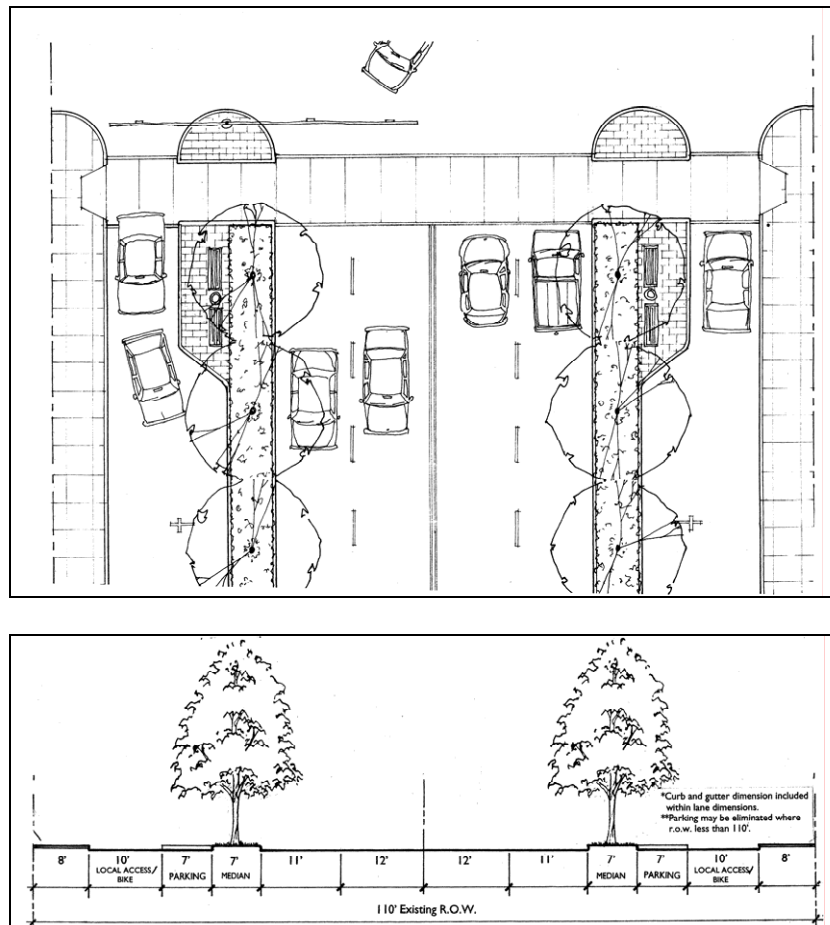 *Curb and gutter dimension included
within lane dimensions.
**Parking may be eliminated where
r.o.w. less than 110'.
8' 10' 7' 7' 11' 12' 12' 11' 7' 7' 10' 8'
LOCAL ACCESS/ PARKING MEDIAN MEDIAN PARKING LOCAL ACCESS/
BIKE BIKE
110' Existing R.O.W.